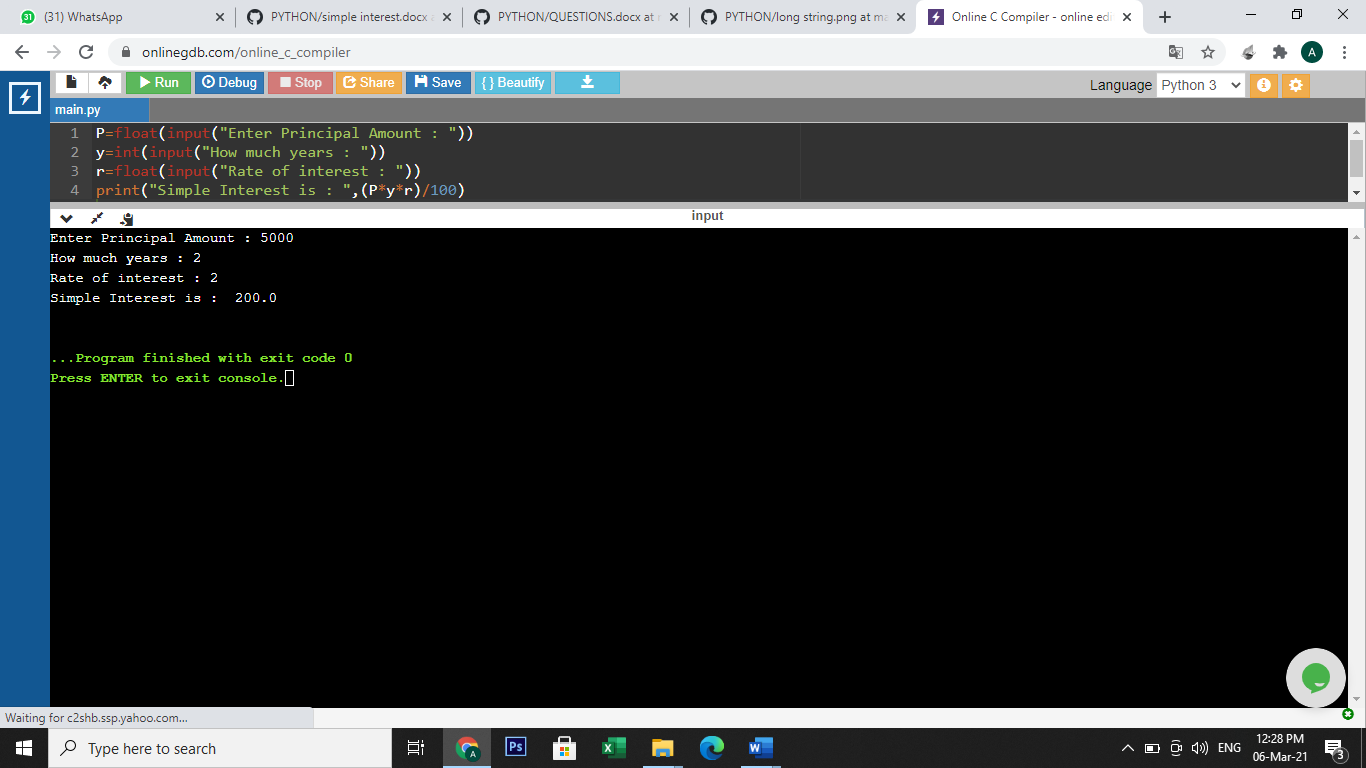 (31) WhatsApp
PYTHON/simple interest.docx
PYTHON/QUESTIONS.docx at
PYTHON/long string.png at ma
Online C Compiler - online edi
onlinegdb.com/online_c_compiler
A
Run
Debug
Stop
Share
Save
{ } Beautify
Language Python 3
main.py
1 P=float(input("Enter Principal Amount : "))
2 y=int(input("How much years : "))
3 r=float(input("Rate of interest : "))
4 print("Simple Interest is : ",(P*y*r)/100)
input
Enter Principal Amount : 5000
How much years : 2
Rate of interest : 2
Simple Interest is :  200.0
...Program finished with exit code 0
Press ENTER to exit console.
Waiting for c2shb.ssp.yahoo.com...
Type here to search
A
Ps
ENG
12:28 PM
06-Mar-21
3